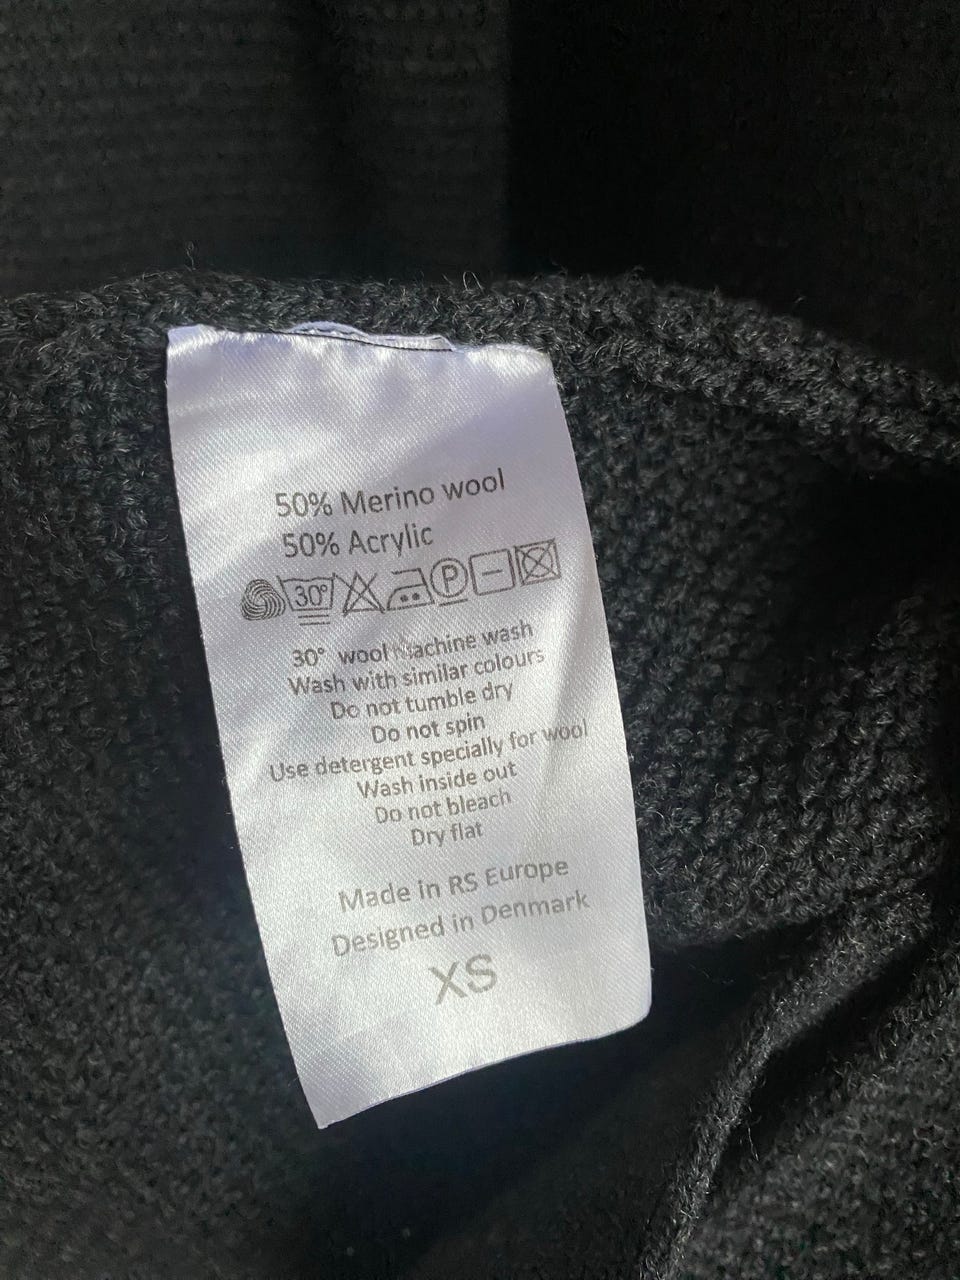 50% Merino wool
50% Acrylic
30° P
30° wool machine wash
Wash with similar colours
Do not tumble dry
Do not spin
Use detergent specially for wool
Wash inside out
Do not bleach
Dry flat
Made in RS Europe
Designed in Denmark
XS